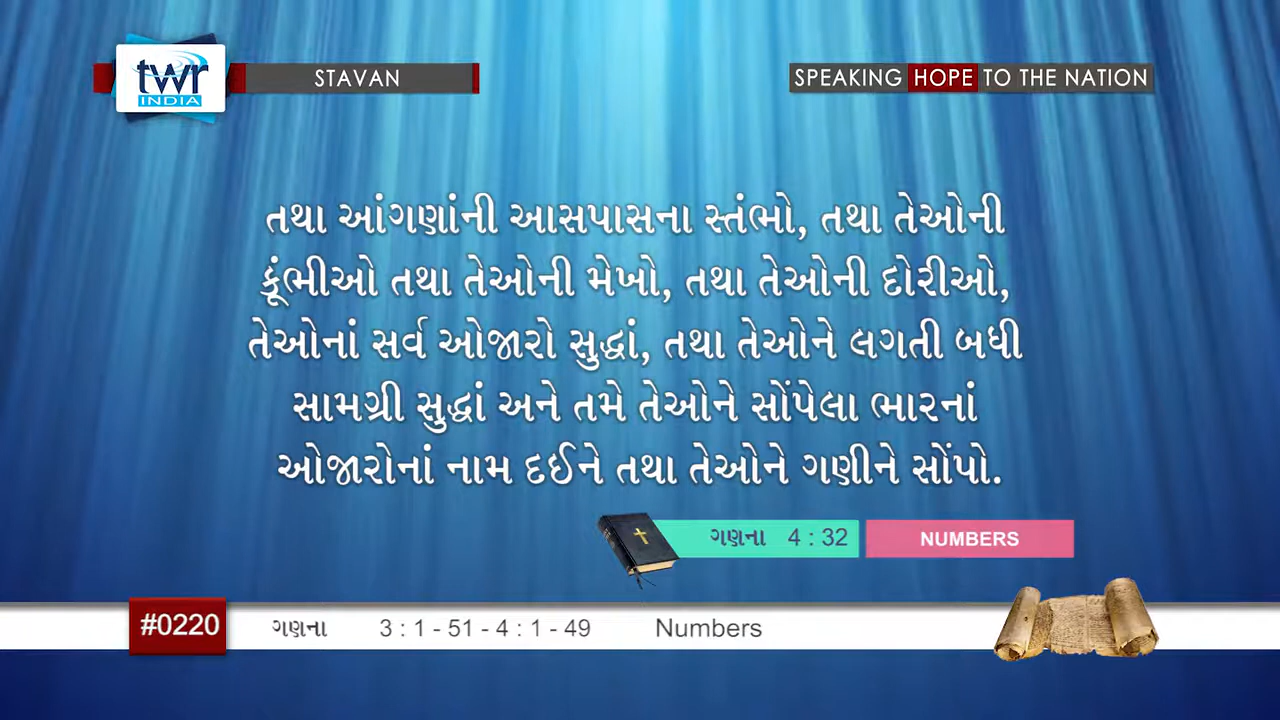 twr
INDIA
STAVAN
SPEAKING HOPE TO THE NATION
તથા આંગણાંની આસપાસના સ્તંભો, તથા તેઓની
કૂંભીઓ તથા તેઓની મેખો, તથા તેઓની દોરીઓ,
તેઓનાં સર્વ ઓજારો સુદ્ધાં, તથા તેઓને લગતી બધી
સામગ્રી સુદ્ધાં અને તમે તેઓને સોંપેલા ભારનાં
ઓજારોનાં નામ દઈને તથા તેઓને ગણીને સોંપો.
ગણના 4 : 32 NUMBERS
#0220 ગણના 3 : 1 - 51 - 4 : 1 - 49 Numbers